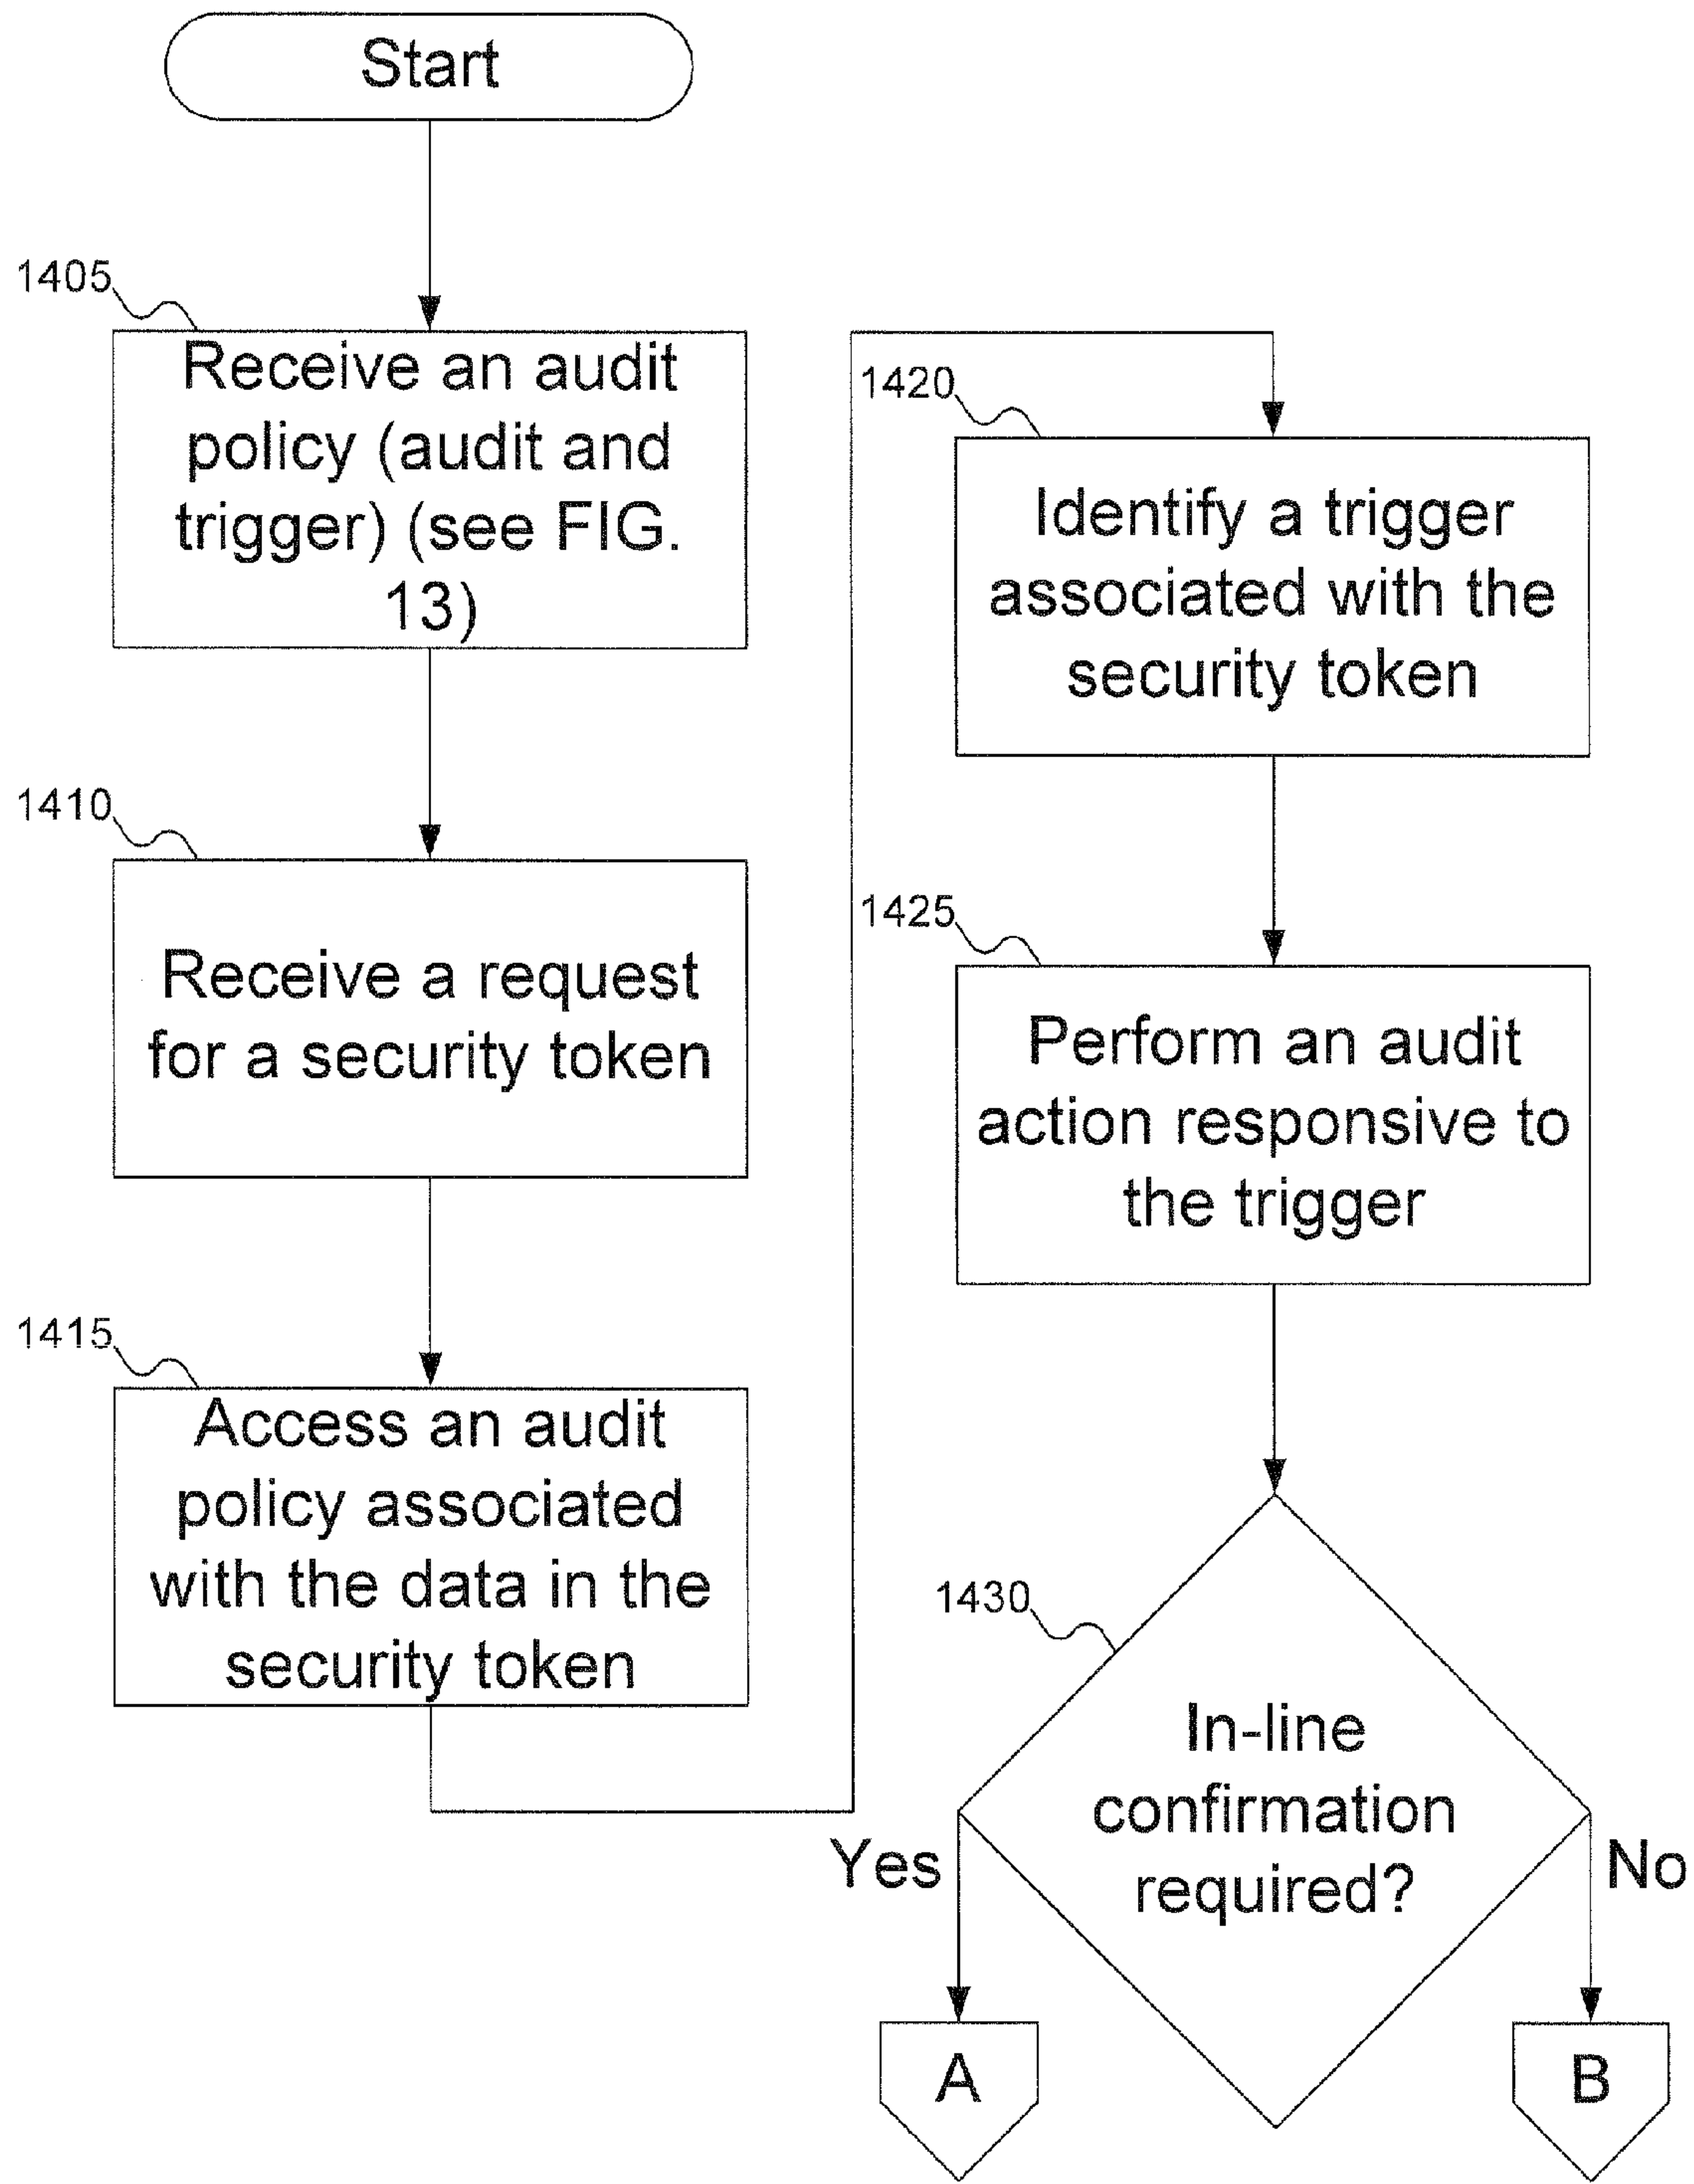 Start
1405
Receive an audit
policy (audit and
trigger) (see FIG.
13)
1410
Receive a request
for a security token
1415
Access an audit
policy associated
with the data in the
security token
1420
Identify a trigger
associated with the
security token
1425
Perform an audit
action responsive to
the trigger
1430
In-line
confirmation
required?
Yes
No
A
B